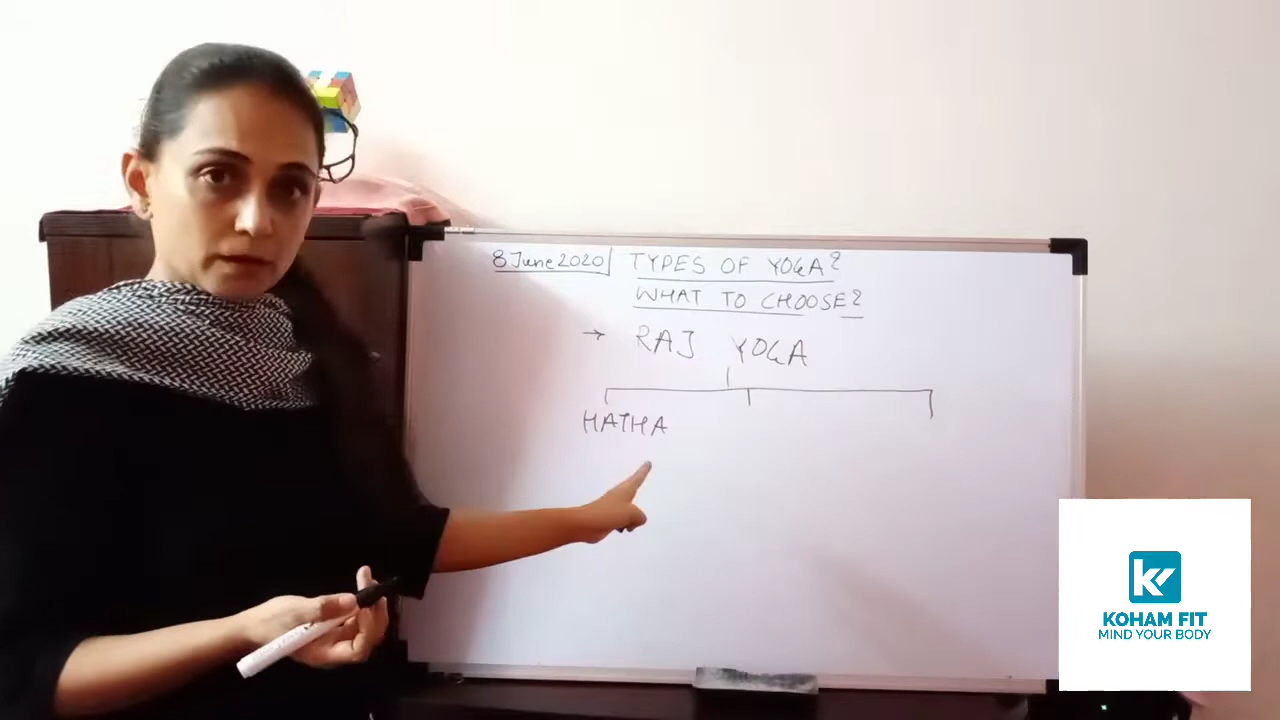 8 June 2020 TYPES OF YOGA?
WHAT TO CHOOSE?
→ RAJ YOGA
HATHA
KOHAM FIT
MIND YOUR BODY